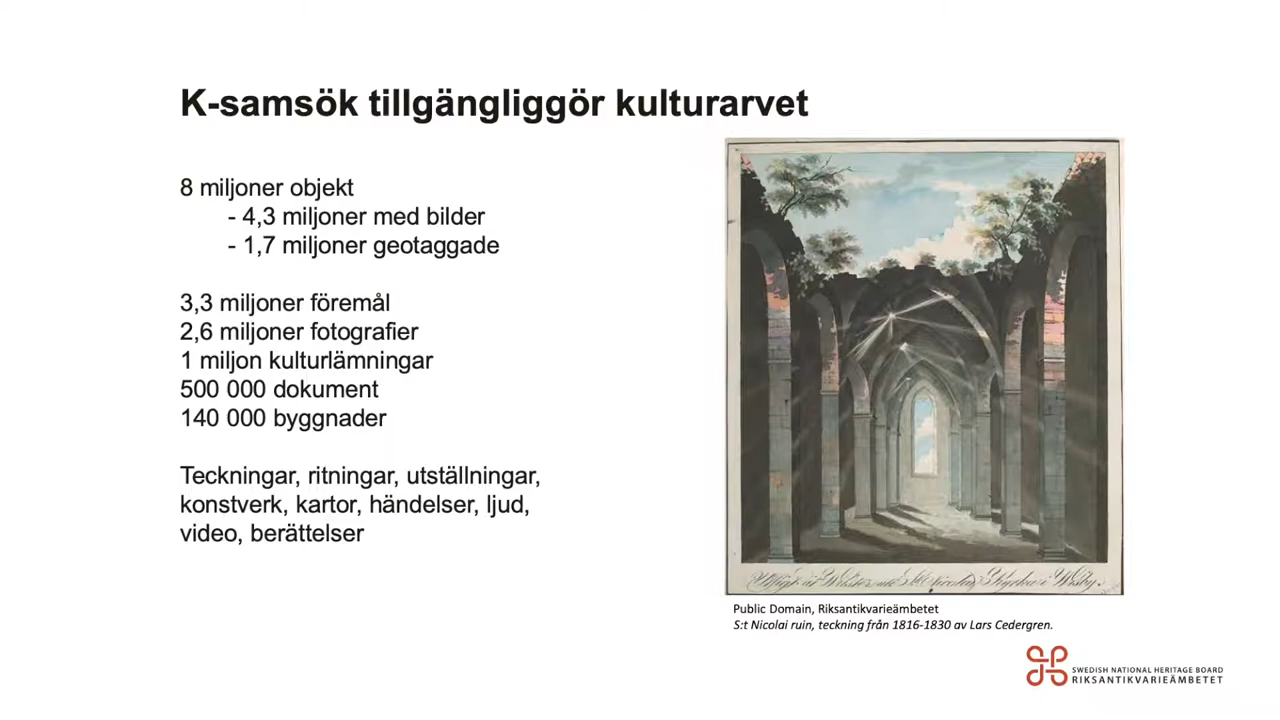 K-samsök tillgängliggör kulturarvet
8 miljoner objekt
- 4,3 miljoner med bilder
- 1,7 miljoner geotaggade
3,3 miljoner föremål
2,6 miljoner fotografier
1 miljon kulturlämningar
500 000 dokument
140 000 byggnader
Teckningar, ritningar, utställningar,
konstverk, kartor, händelser, ljud,
video, berättelser
i Wisby.
Public Domain, Riksantikvarieämbetet
S:t Nicolai ruin, teckning från 1816-1830 av Lars Cedergren.
SWEDISH NATIONAL HERITAGE BOARD
RIKSANTIKVARIEÄMBETET